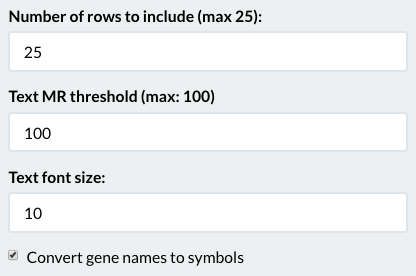 Number of rows to include (max 25):
25
Text MR threshold (max: 100)
100
Text font size:
10
Convert gene names to symbols